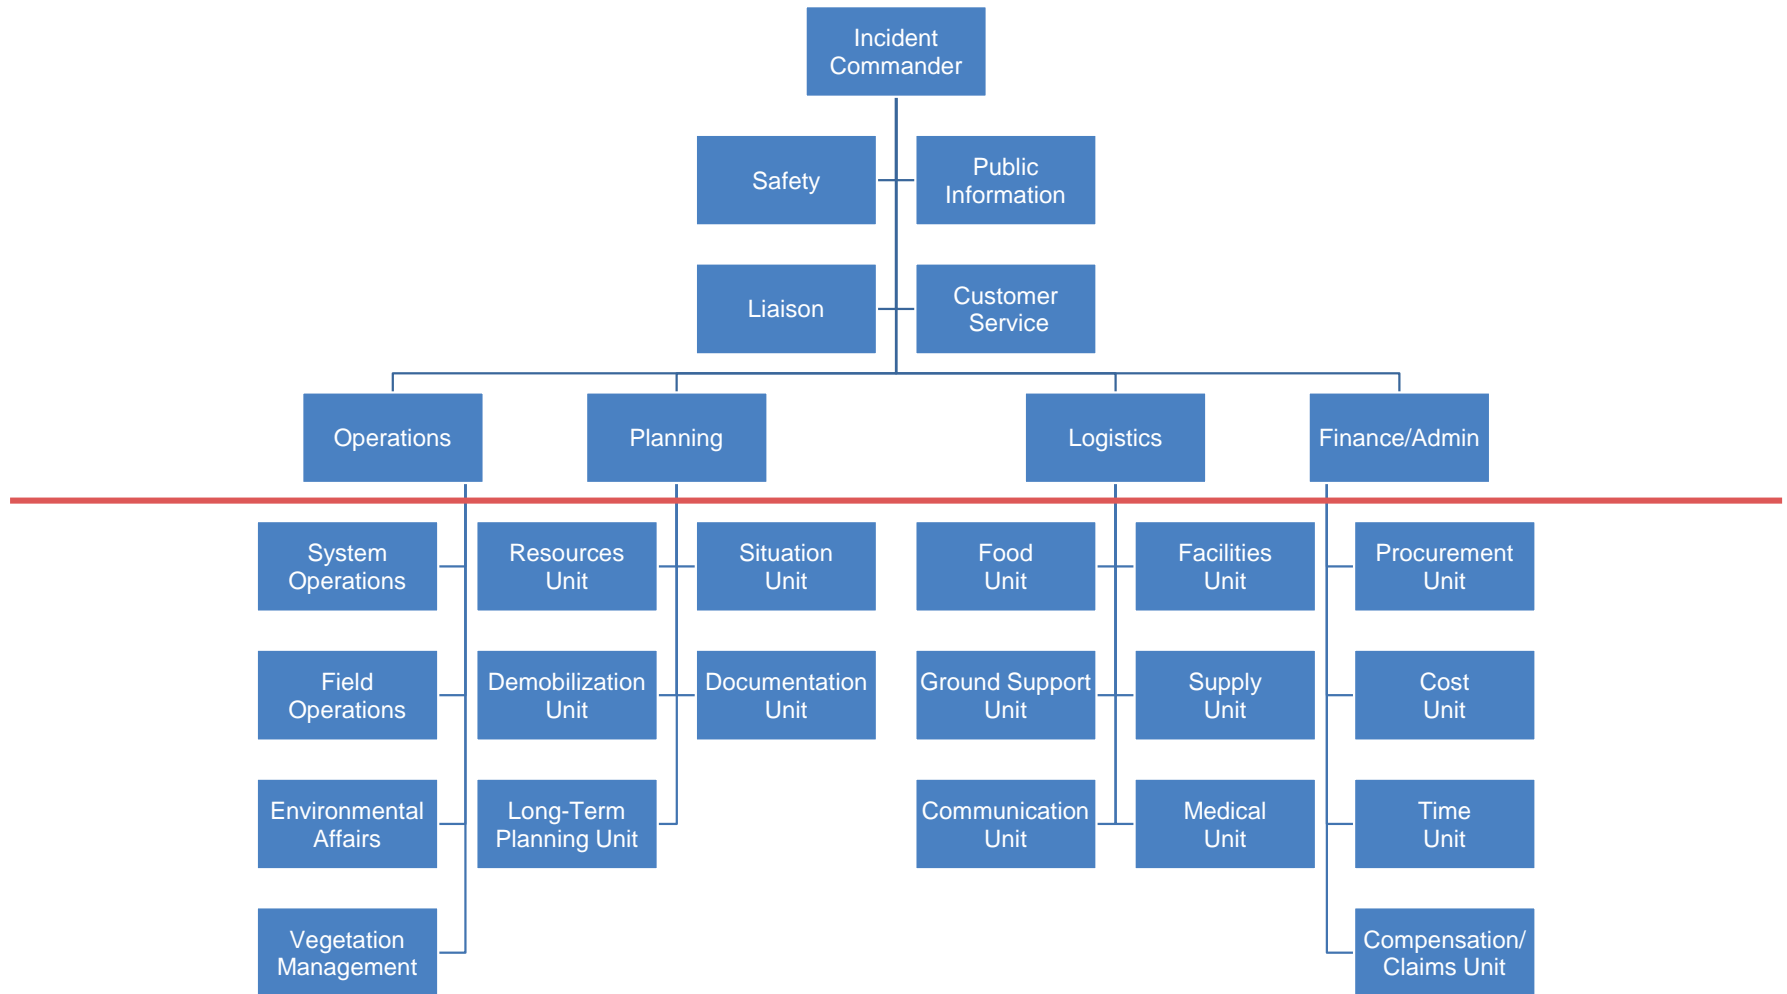 Incident
Commander
Safety
Public
Information
Liaison
Customer
Service
Operations
Planning
Logistics
Finance/Admin
System
Operations
Resources
Unit
Situation
Unit
Food
Unit
Facilities
Unit
Procurement
Unit
Field
Operations
Demobilization
Unit
Documentation
Unit
Ground Support
Unit
Supply
Unit
Cost
Unit
Environmental
Affairs
Long-Term
Planning Unit
Communication
Unit
Medical
Unit
Time
Unit
Vegetation
Management
Compensation/
Claims Unit